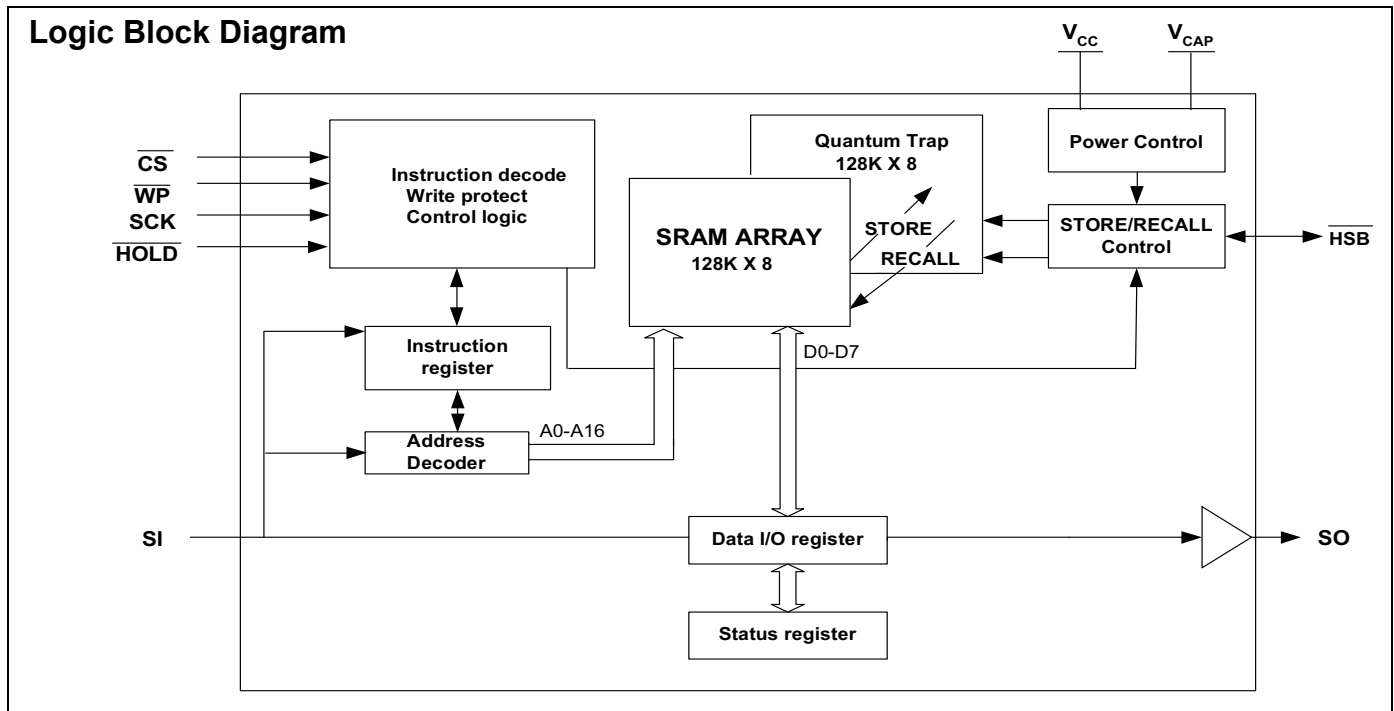 Logic Block Diagram
V_CC
V_CAP
CS
WP
SCK
HOLD
Instruction decode
Write protect
Control logic
Quantum Trap
128K X 8
SRAM ARRAY
128K X 8
STORE
RECALL
Power Control
STORE/RECALL
Control
HSB
Instruction
register
D0-D7
Address
Decoder
A0-A16
SI
Data I/O register
SO
Status register